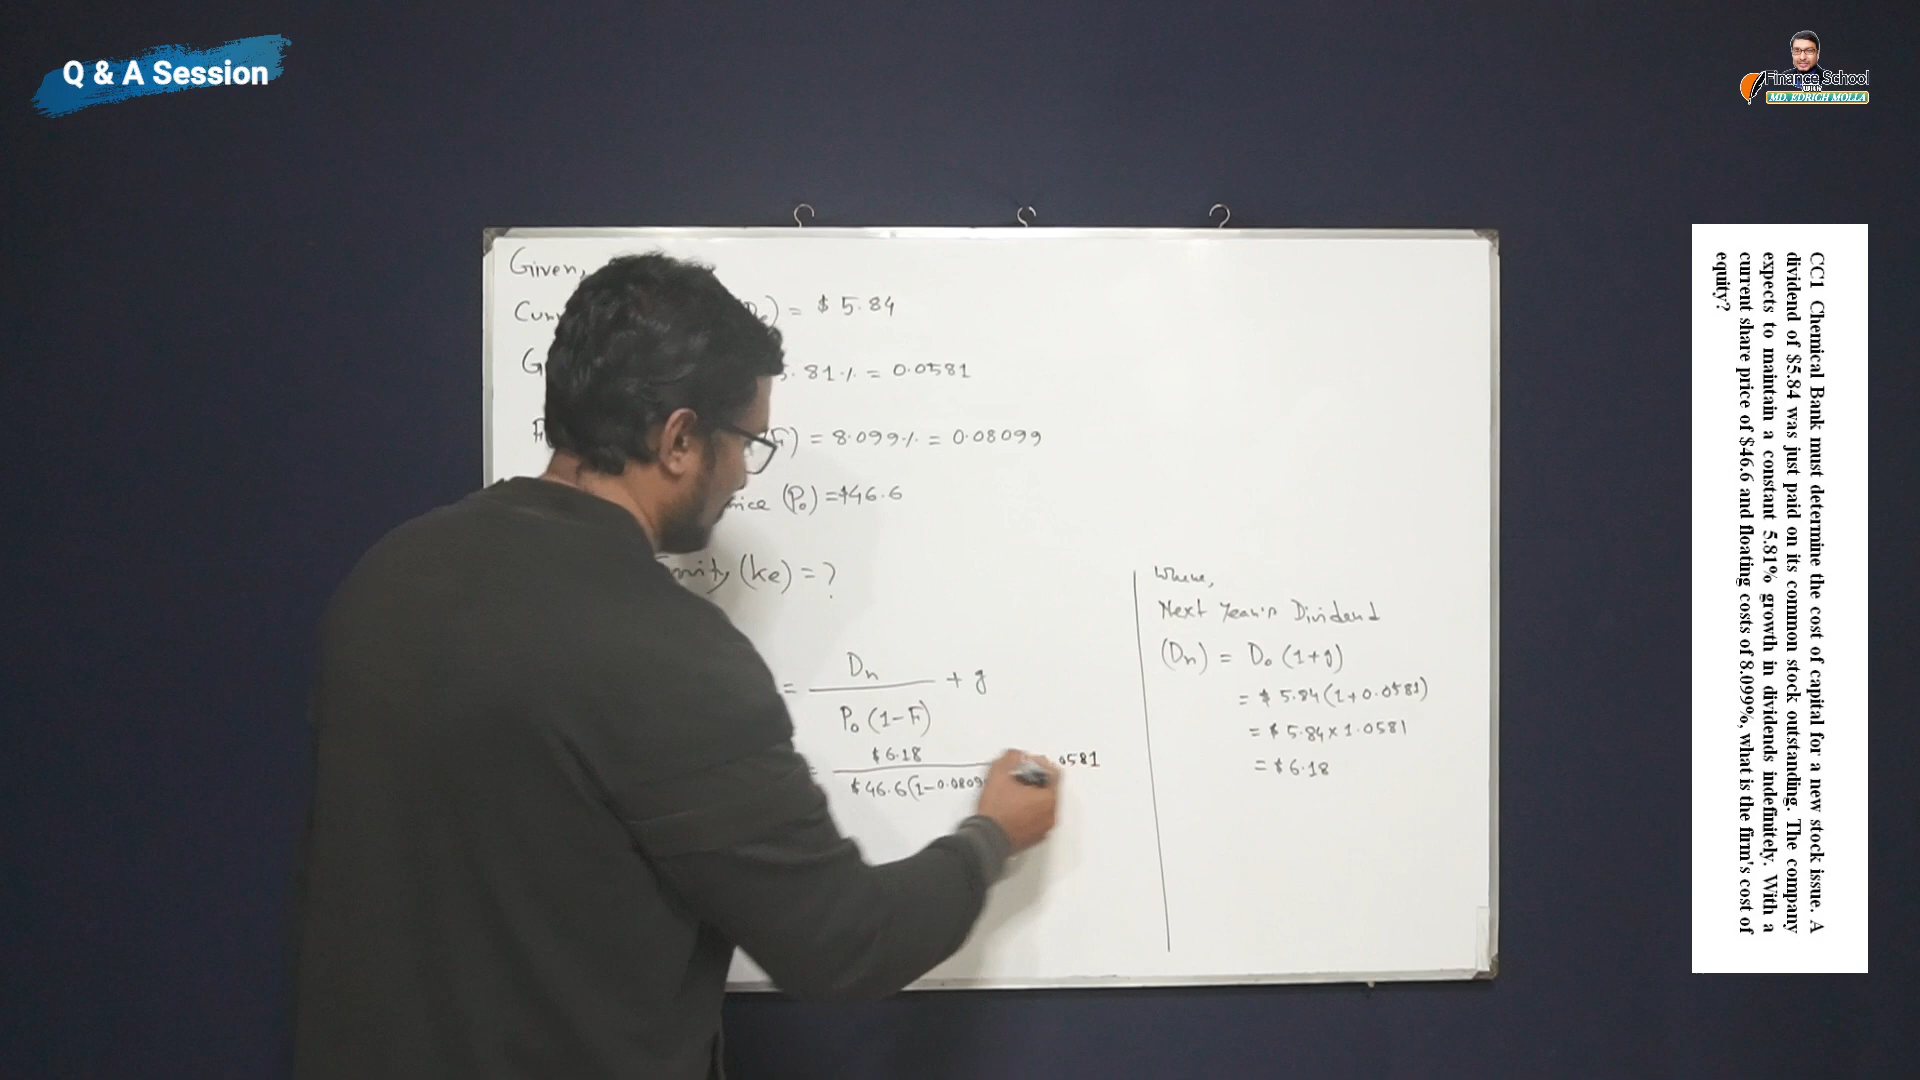 Q & A Session
Finance School
WITH
MD. EDRICH MOLLA
Given,
= $ 5.84
.81% = 0.0581
(F) = 8.099% = 0.08099
(P₀) = $46.6
(ke) = ?
= Dn / P₀ (1-F) + g
= $6.18 / $46.6(1-0.0809 .0581
Where,
Next Year's Dividend
(Dn) = D₀ (1+g)
= $ 5.84 (1+0.0581)
= $ 5.84 × 1.0581
= $ 6.18
CC1 Chemical Bank must determine the cost of capital for a new stock issue. A
dividend of $5.84 was just paid on its common stock outstanding. The company
expects to maintain a constant 5.81% growth in dividends indefinitely. With a
current share price of $46.6 and floating costs of 8.099%, what is the firm's cost of
equity?